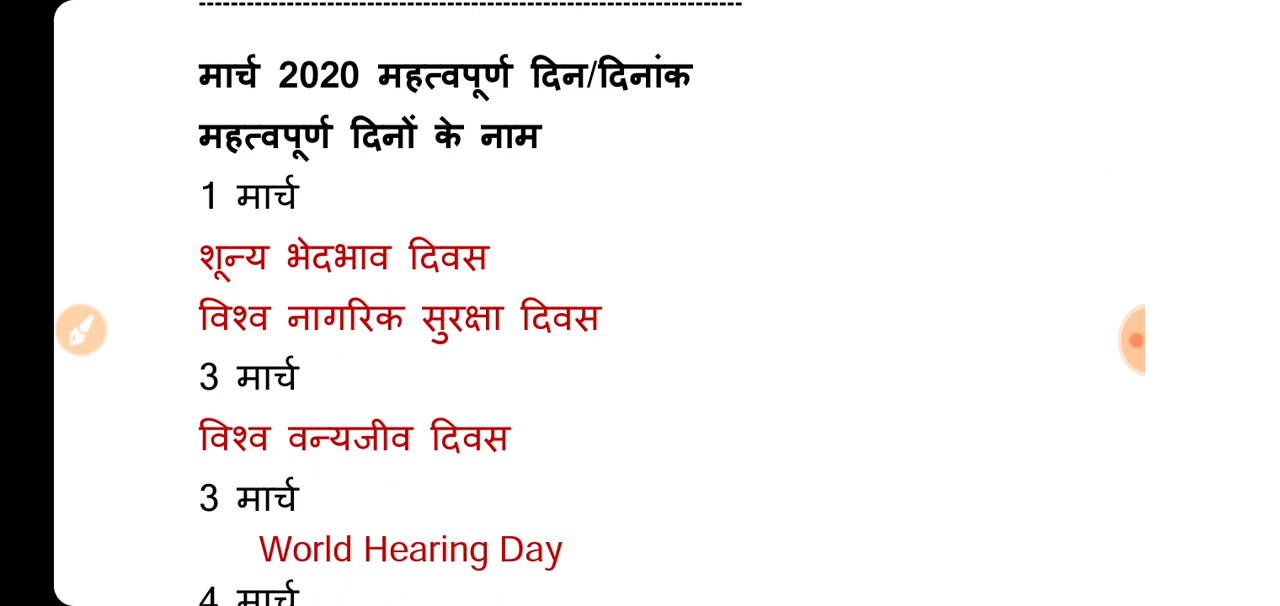 --------------------------------------------------------------------
मार्च 2020 महत्वपूर्ण दिन/दिनांक
महत्वपूर्ण दिनों के नाम
1 मार्च
शून्य भेदभाव दिवस
विश्व नागरिक सुरक्षा दिवस
3 मार्च
विश्व वन्यजीव दिवस
3 मार्च
World Hearing Day
4 मार्च